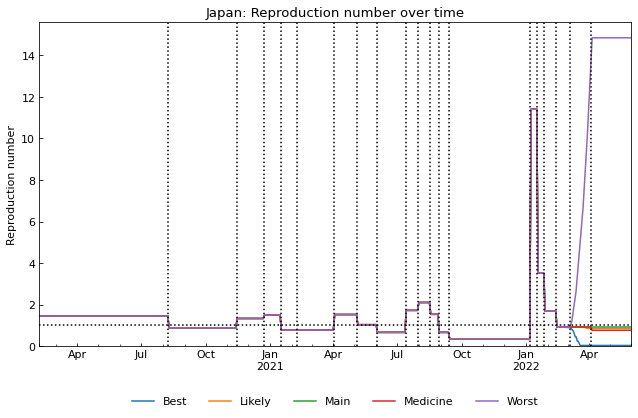 Japan: Reproduction number over time
Reproduction number
14
12
10
8
6
4
2
0
Apr Jul Oct Jan Apr Jul Oct Jan Apr
2021 2022
Best Likely Main Medicine Worst